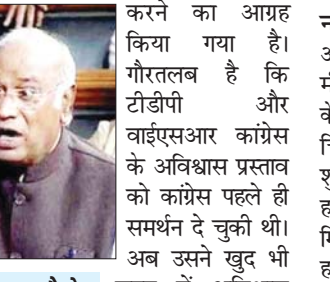 करने का आग्रह
किया गया है।
गौरतलब है कि
टीडीपी और
वाईएसआर कांग्रेस
के अविश्वास प्रस्ताव
को कांग्रेस पहले ही
समर्थन दे चुकी थी।
अब उसने खुद भी